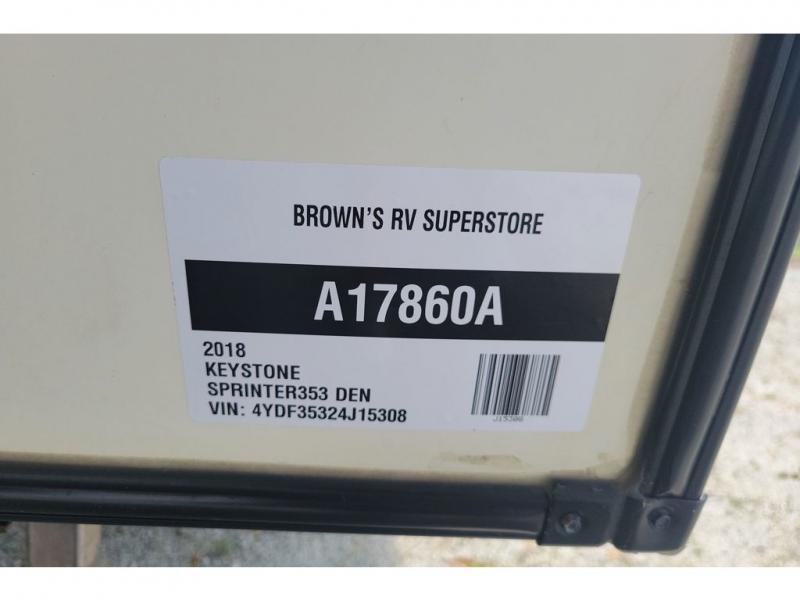 BROWN'S RV SUPERSTORE
A17860A
2018
KEYSTONE
SPRINTER353 DEN
VIN: 4YDF35324J15308
J15308